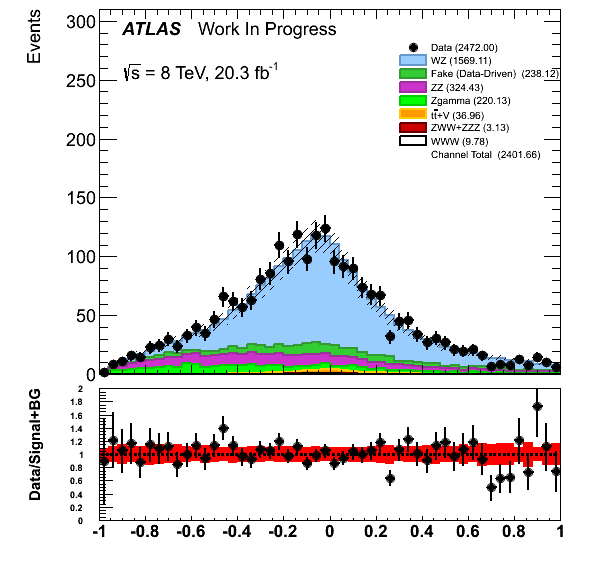 Events
300
250
200
150
100
50
0
ATLAS Work In Progress
√s = 8 TeV, 20.3 fb-1
Data (2472.00)
WZ (1569.11)
Fake (Data-Driven) (238.12)
ZZ (324.43)
Zgamma (220.13)
tt̄+V (36.96)
ZWW+ZZZ (3.13)
WWW (9.78)
Channel Total (2401.66)
Data/Signal+BG
2
1.8
1.6
1.4
1.2
1
0.8
0.6
0.4
0.2
0
-1 -0.8 -0.6 -0.4 -0.2 0 0.2 0.4 0.6 0.8 1